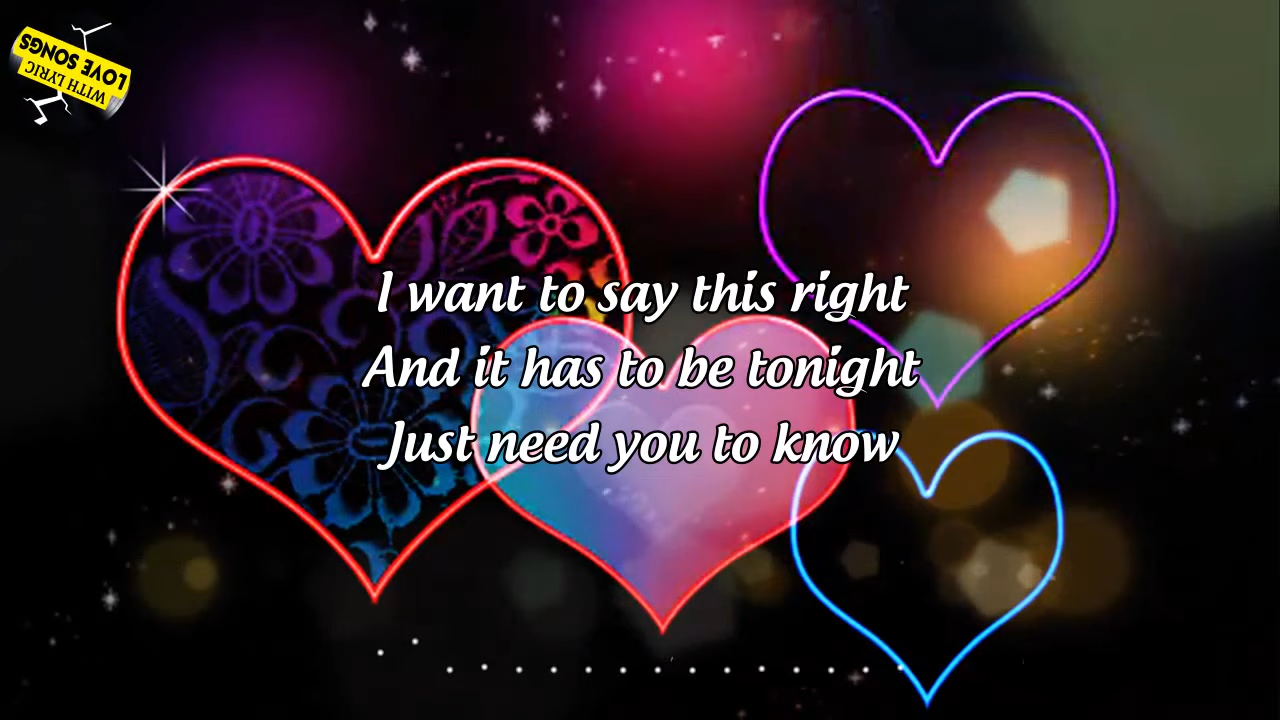 WITH LYRIC
LOVE SONGS
I want to say this right
And it has to be tonight
Just need you to know